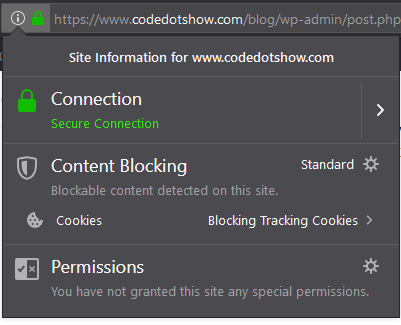 https://www.codedotshow.com/blog/wp-admin/post.php
Site Information for www.codedotshow.com
Connection
Secure Connection
Content Blocking Standard
Blockable content detected on this site.
Cookies Blocking Tracking Cookies
Permissions
You have not granted this site any special permissions.